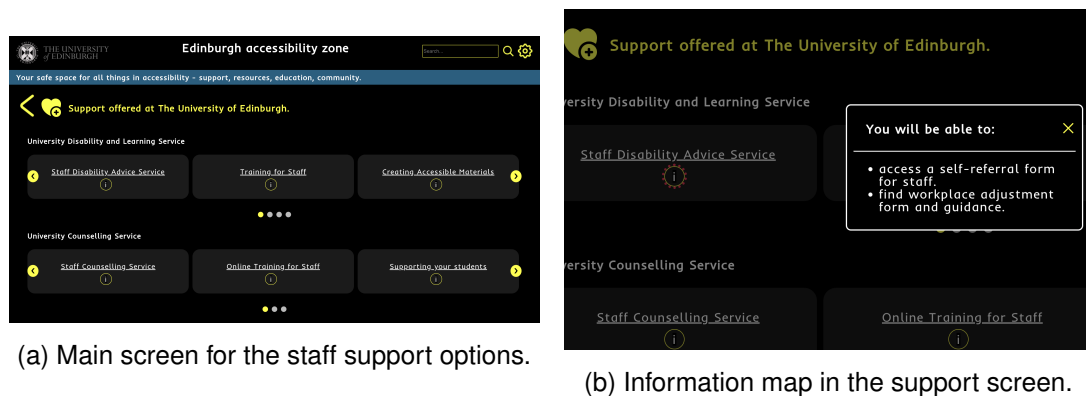 THE UNIVERSITY
of EDINBURGH
Edinburgh accessibility zone
Search...
Your safe space for all things in accessibility - support, resources, education, community.
Support offered at The University of Edinburgh.
University Disability and Learning Service
Staff Disability Advice Service
Training for Staff
Creating Accessible Materials
i
i
i
University Counselling Service
Staff Counselling Service
Online Training for Staff
Supporting your students
i
i
i
(a) Main screen for the staff support options.
Support offered at The University of Edinburgh.
versity Disability and Learning Service
Staff Disability Advice Service
i
You will be able to:
• access a self-referral form
for staff.
• find workplace adjustment
form and guidance.
versity Counselling Service
Staff Counselling Service
Online Training for Staff
i
i
(b) Information map in the support screen.